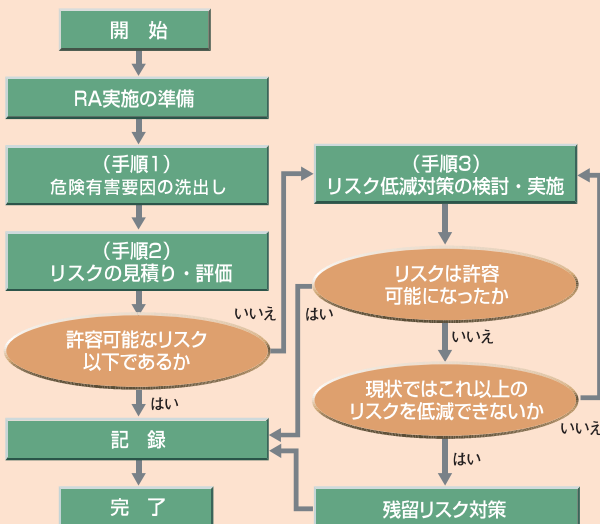 開　始
RA実施の準備
（手順1）
危険有害要因の洗出し
（手順2）
リスクの見積り・評価
いいえ
許容可能なリスク
以下であるか
はい
記　録
完　了
（手順3）
リスク低減対策の検討・実施
リスクは許容
可能になったか
はい
いいえ
現状ではこれ以上の
リスクを低減できないか
いいえ
はい
残留リスク対策